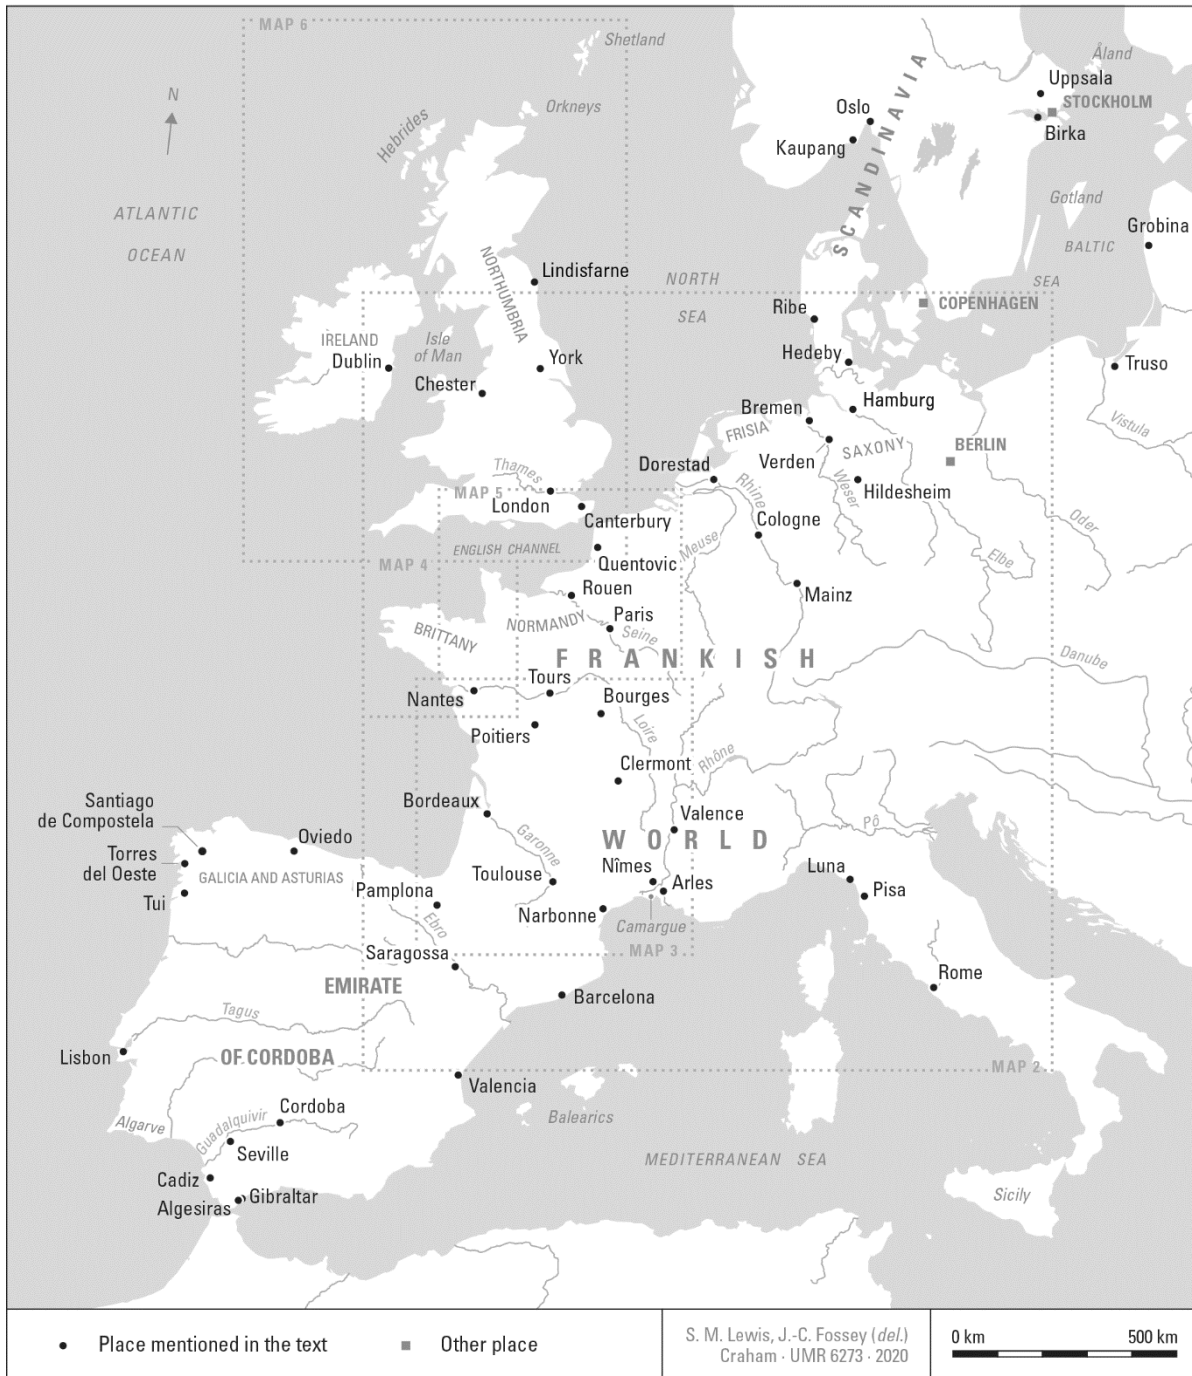 MAP 6
Shetland
Åland
Uppsala
STOCKHOLM
N
Orkneys
Oslo
Birka
Hebrides
Kaupang
SCANDINAVIA
ATLANTIC
OCEAN
Gotland
Grobina
BALTIC
SEA
NORTHUMBRIA
Lindisfarne
NORTH
SEA
COPENHAGEN
Ribe
IRELAND
Isle
of Man
Dublin
York
Hedeby
Truso
Chester
Hamburg
Bremen
FRISIA
Vistula
SAXONY
BERLIN
Verden
Thames
Dorestad
Rhine
Weser
Hildesheim
MAP 5
London
Canterbury
Cologne
Oder
ENGLISH CHANNEL
Meuse
Elbe
MAP 4
Quentovic
Rouen
Mainz
Paris
NORMANDY
BRITTANY
Seine
FRANKISH
Danube
Tours
Nantes
Bourges
Poitiers
Loire
Clermont
Rhône
Santiago
de Compostela
Bordeaux
Valence
Pô
Oviedo
WORLD
Torres
del Oeste
Garonne
GALICIA AND ASTURIAS
Toulouse
Nîmes
Luna
Tui
Pamplona
Arles
Pisa
Ebro
Narbonne
Camargue
Saragossa
MAP 3
EMIRATE
Rome
Barcelona
Tagus
Lisbon
OF CORDOBA
MAP 2
Valencia
Cordoba
Balearics
Algarve
Guadalquivir
Seville
MEDITERRANEAN SEA
Cadiz
Gibraltar
Sicily
Algesiras
Place mentioned in the text
Other place
S. M. Lewis, J.-C. Fossey (del.)
Craham · UMR 6273 · 2020
0 km 500 km